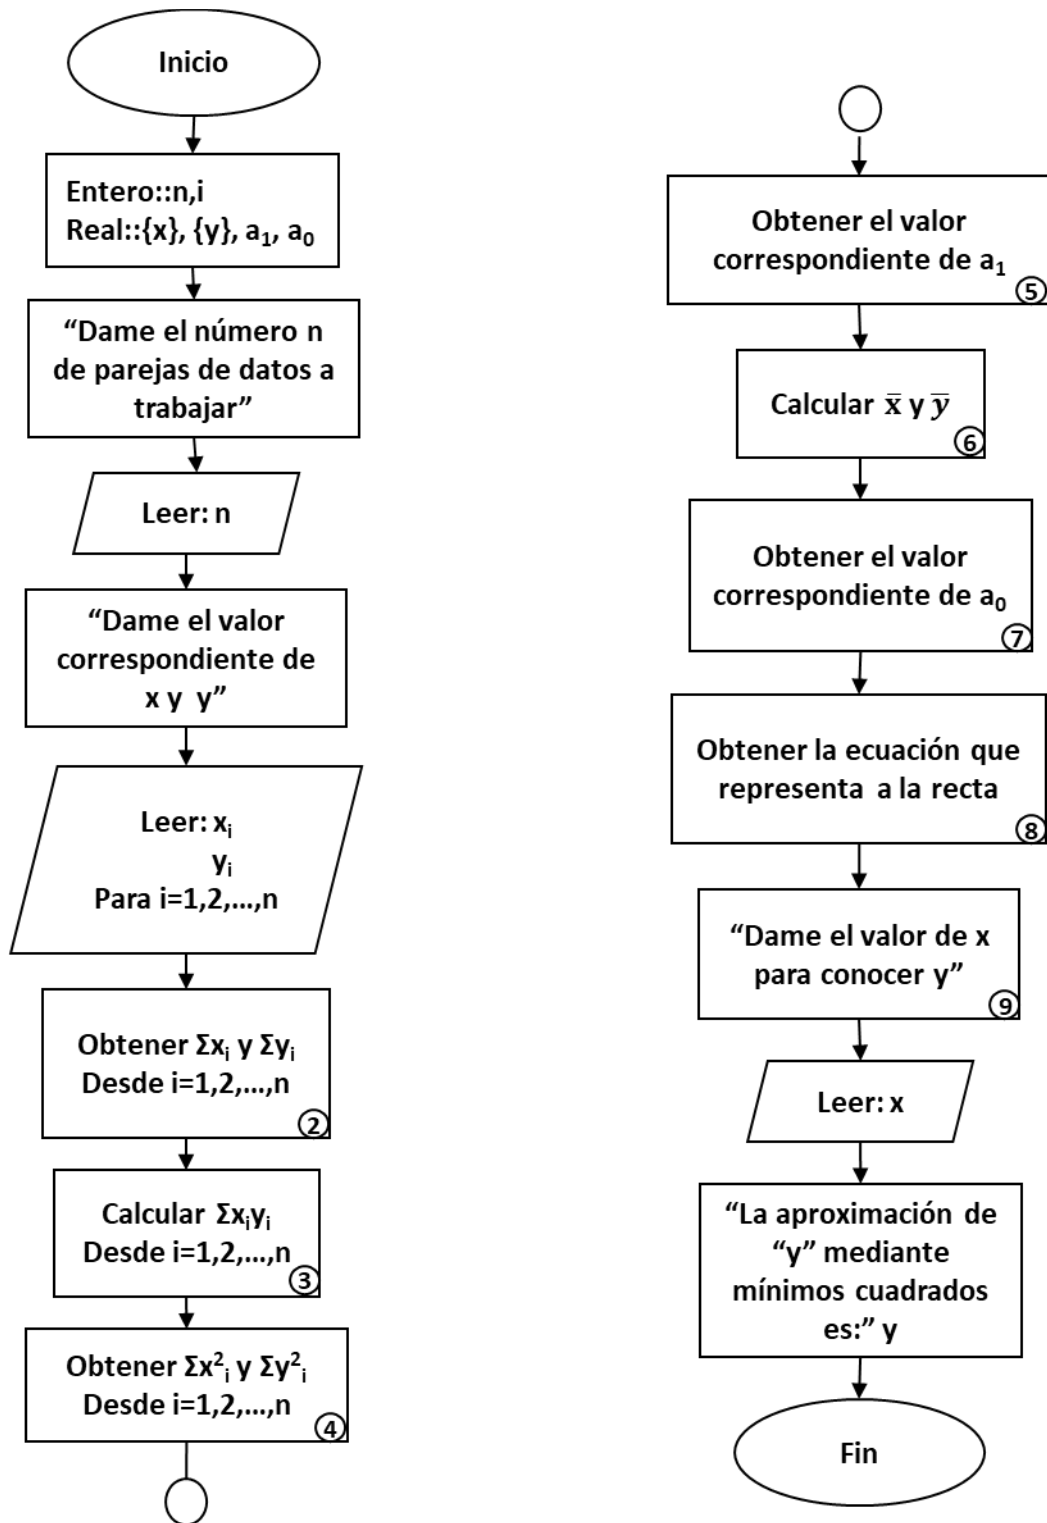 Inicio
Entero::n,i
Real::{x}, {y}, a₁, a₀
“Dame el número n
de parejas de datos a
trabajar”
Leer: n
“Dame el valor
correspondiente de
x y y”
Leer: xᵢ
yᵢ
Para i=1,2,...,n
Obtener Σxᵢ y Σyᵢ
Desde i=1,2,...,n
2
Calcular Σxᵢyᵢ
Desde i=1,2,...,n
3
Obtener Σx²ᵢ y Σy²ᵢ
Desde i=1,2,...,n
4
Obtener el valor
correspondiente de a₁
5
Calcular x̄ y ȳ
6
Obtener el valor
correspondiente de a₀
7
Obtener la ecuación que
representa a la recta
8
“Dame el valor de x
para conocer y”
9
Leer: x
“La aproximación de
“y” mediante
mínimos cuadrados
es:” y
Fin